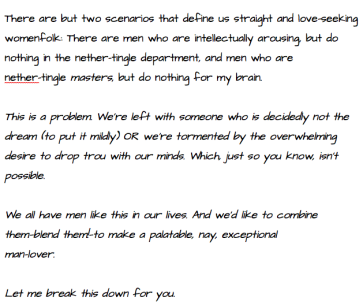 There are but two scenarios that define us straight and love-seeking
womenfolk: There are men who are intellectually arousing, but do
nothing in the nether-tingle department, and men who are
nether-tingle masters, but do nothing for my brain.
This is a problem. We're left with someone who is decidedly not the
dream (to put it mildly) OR we're tormented by the overwhelming
desire to drop trou with our minds. Which, just so you know, isn't
possible.
We all have men like this in our lives. And we'd like to combine
them-blend them!-to make a palatable, nay, exceptional
man-lover.
Let me break this down for you.